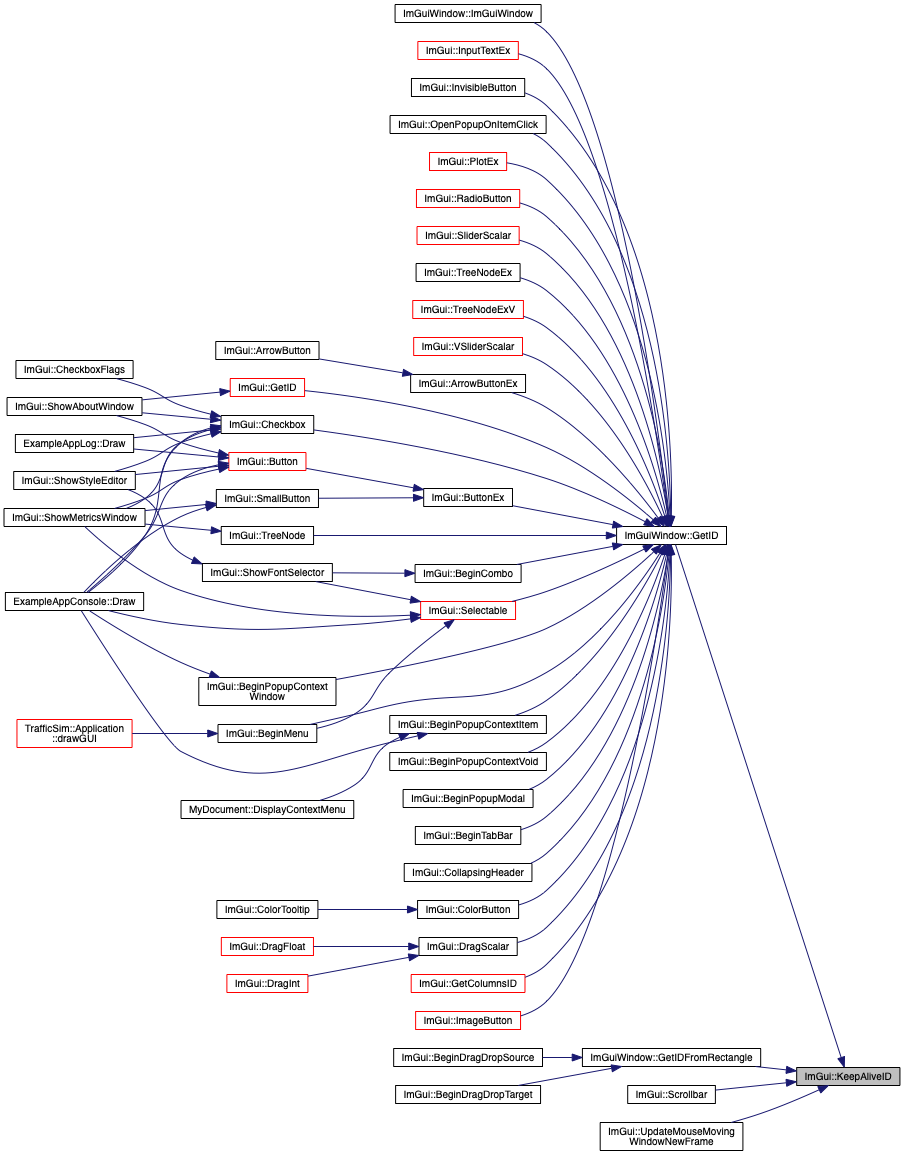 ImGuiWindow::ImGuiWindow
ImGui::InputTextEx
ImGui::InvisibleButton
ImGui::OpenPopupOnItemClick
ImGui::PlotEx
ImGui::RadioButton
ImGui::SliderScalar
ImGui::TreeNodeEx
ImGui::TreeNodeExV
ImGui::VSliderScalar
ImGui::ArrowButton
ImGui::CheckboxFlags
ImGui::ArrowButtonEx
ImGui::GetID
ImGui::ShowAboutWindow
ImGui::Checkbox
ExampleAppLog::Draw
ImGui::Button
ImGui::ShowStyleEditor
ImGui::SmallButton
ImGui::ButtonEx
ImGui::ShowMetricsWindow
ImGui::TreeNode
ImGuiWindow::GetID
ImGui::ShowFontSelector
ImGui::BeginCombo
ExampleAppConsole::Draw
ImGui::Selectable
ImGui::BeginPopupContext
Window
ImGui::BeginPopupContextItem
TrafficSim::Application
::drawGUI
ImGui::BeginMenu
ImGui::BeginPopupContextVoid
ImGui::BeginPopupModal
MyDocument::DisplayContextMenu
ImGui::BeginTabBar
ImGui::CollapsingHeader
ImGui::ColorTooltip
ImGui::ColorButton
ImGui::DragFloat
ImGui::DragScalar
ImGui::DragInt
ImGui::GetColumnsID
ImGui::ImageButton
ImGui::BeginDragDropSource
ImGuiWindow::GetIDFromRectangle
ImGui::KeepAliveID
ImGui::BeginDragDropTarget
ImGui::Scrollbar
ImGui::UpdateMouseMoving
WindowNewFrame